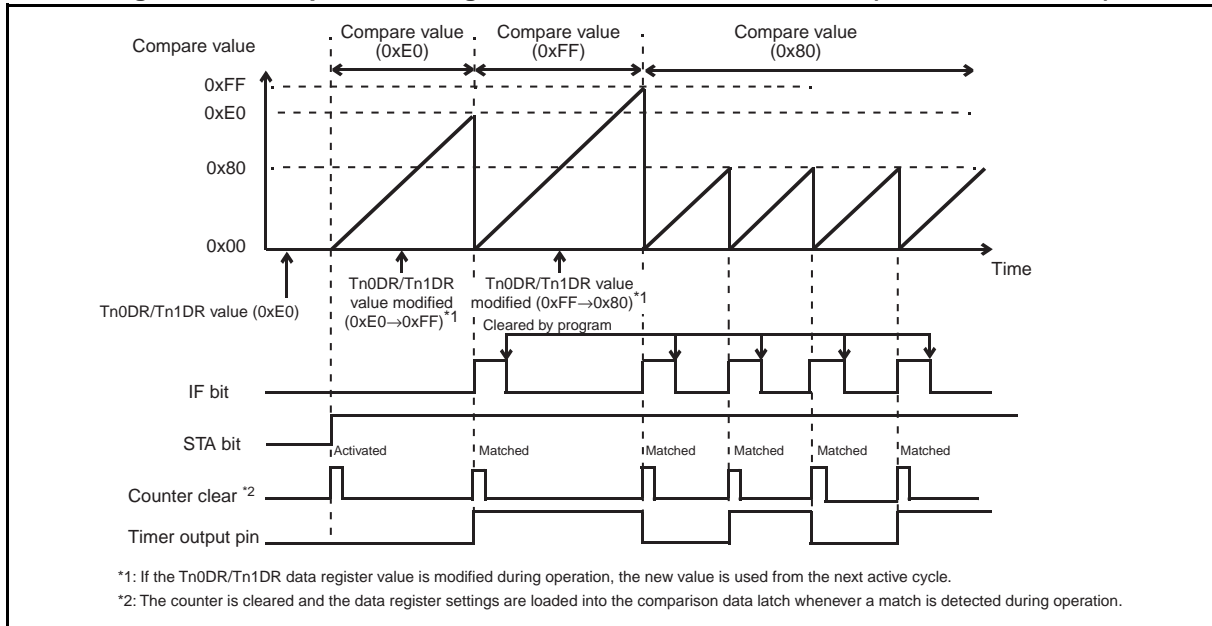 Compare value
Compare value
(0xE0)
Compare value
(0xFF)
Compare value
(0x80)
0xFF
0xE0
0x80
0x00
Time
Tn0DR/Tn1DR value (0xE0)
Tn0DR/Tn1DR
value modified
(0xE0→0xFF)*1
Tn0DR/Tn1DR value
modified (0xFF→0x80)*1
Cleared by program
IF bit
STA bit
Activated
Matched
Matched
Matched
Matched
Matched
Counter clear *2
Timer output pin
*1: If the Tn0DR/Tn1DR data register value is modified during operation, the new value is used from the next active cycle.
*2: The counter is cleared and the data register settings are loaded into the comparison data latch whenever a match is detected during operation.